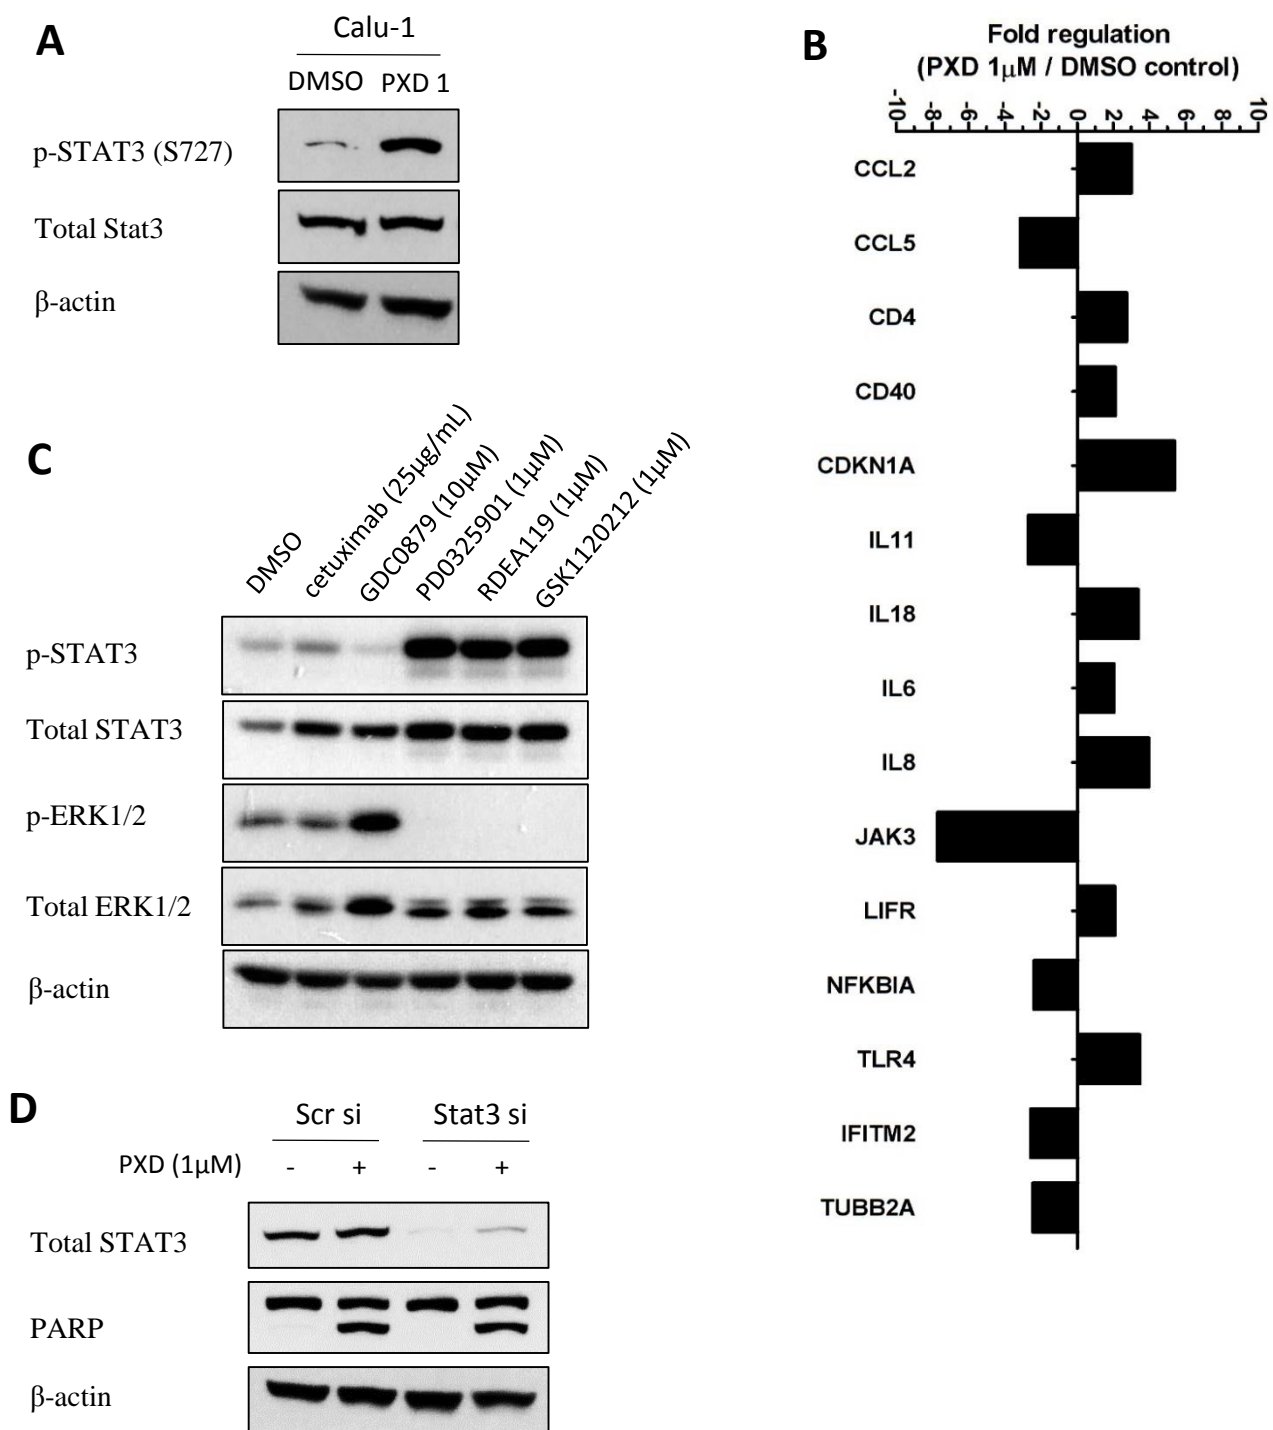 A
Calu-1
DMSO PXD 1
p-STAT3 (S727)
Total Stat3
β-actin
B
Fold regulation
(PXD 1µM / DMSO control)
-10 -8 -6 -4 -2 0 2 4 6 8 10
CCL2
CCL5
CD4
CD40
CDKN1A
IL11
IL18
IL6
IL8
JAK3
LIFR
NFKBIA
TLR4
IFITM2
TUBB2A
C
DMSO
cetuximab (25µg/mL)
GDC0879 (10µM)
PD0325901 (1µM)
RDEA119 (1µM)
GSK1120212 (1µM)
p-STAT3
Total STAT3
p-ERK1/2
Total ERK1/2
β-actin
D
Scr si Stat3 si
PXD (1µM) - + - +
Total STAT3
PARP
β-actin